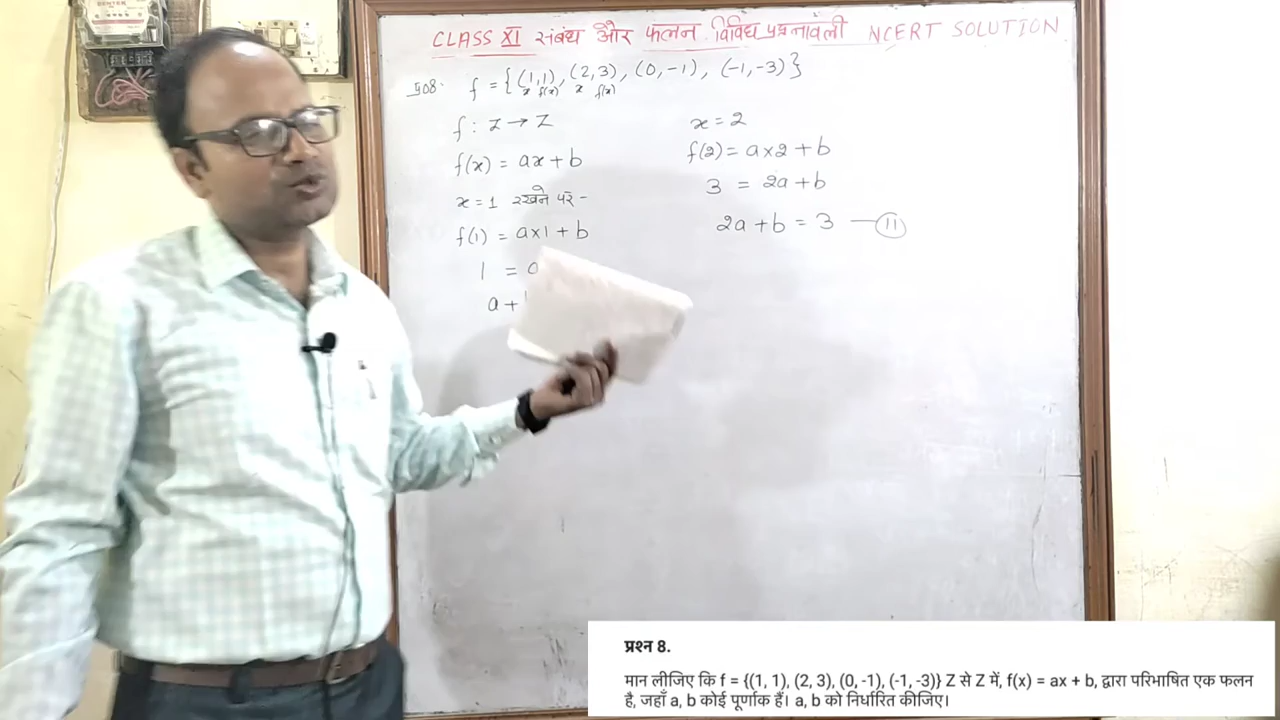 CLASS XI संबंध और फलन विविध प्रश्नावली NCERT SOLUTION
प्र08. f = {(1,1), (2,3), (0,-1), (-1,-3)}
x f(x) x f(x)
f : Z → Z
f(x) = ax + b
x = 1 रखने पर -
f(1) = a×1 + b
1 =
a +
x = 2
f(2) = a×2 + b
3 = 2a + b
2a + b = 3 — (11)
प्रश्न 8.
मान लीजिए कि f = {(1, 1), (2, 3), (0, -1), (-1, -3)} Z से Z में, f(x) = ax + b, द्वारा परिभाषित एक फलन
है, जहाँ a, b कोई पूर्णांक हैं। a, b को निर्धारित कीजिए।